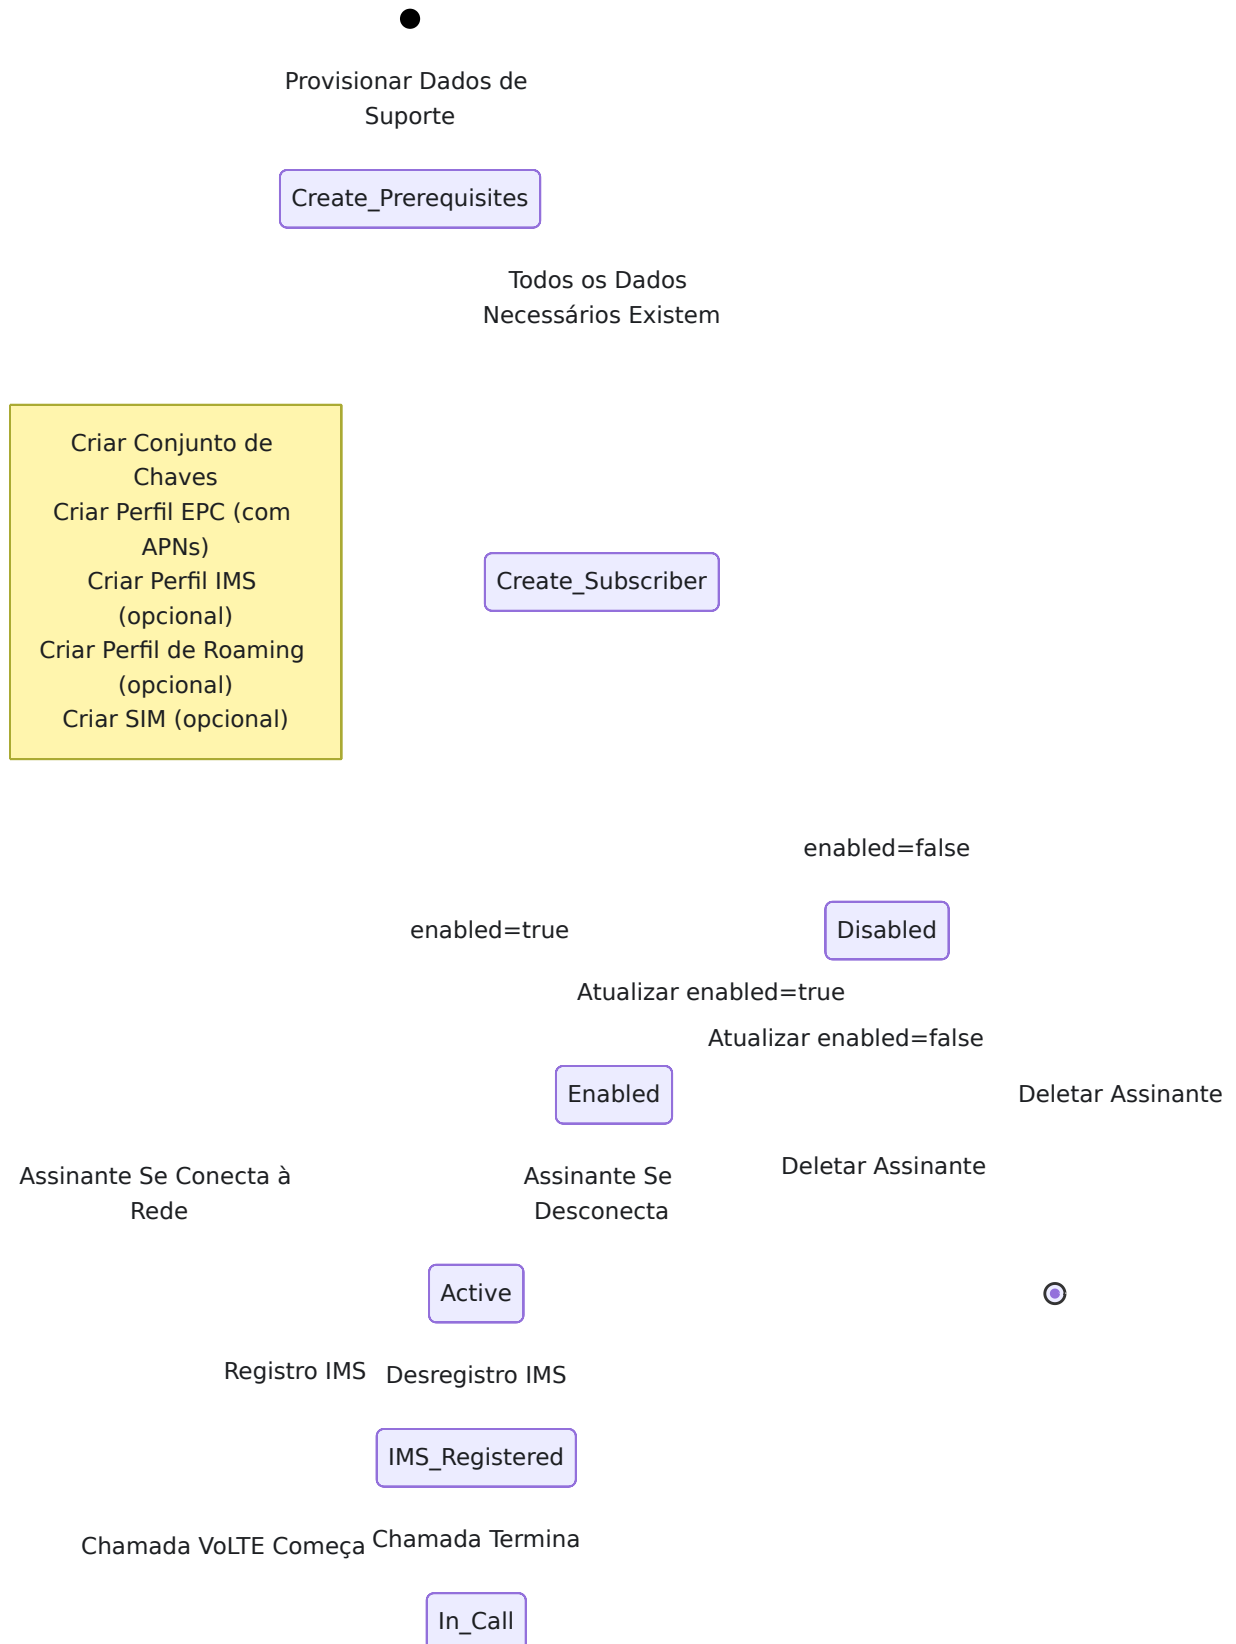 Provisionar Dados de
Suporte
Create_Prerequisites
Todos os Dados
Necessários Existem
Criar Conjunto de
Chaves
Criar Perfil EPC (com
APNs)
Criar Perfil IMS
(opcional)
Criar Perfil de Roaming
(opcional)
Criar SIM (opcional)
Create_Subscriber
enabled=false
enabled=true
Disabled
Atualizar enabled=true
Atualizar enabled=false
Enabled
Deletar Assinante
Assinante Se Conecta à
Rede
Assinante Se
Desconecta
Deletar Assinante
Active
Registro IMS
Desregistro IMS
IMS_Registered
Chamada VoLTE Começa
Chamada Termina
In_Call